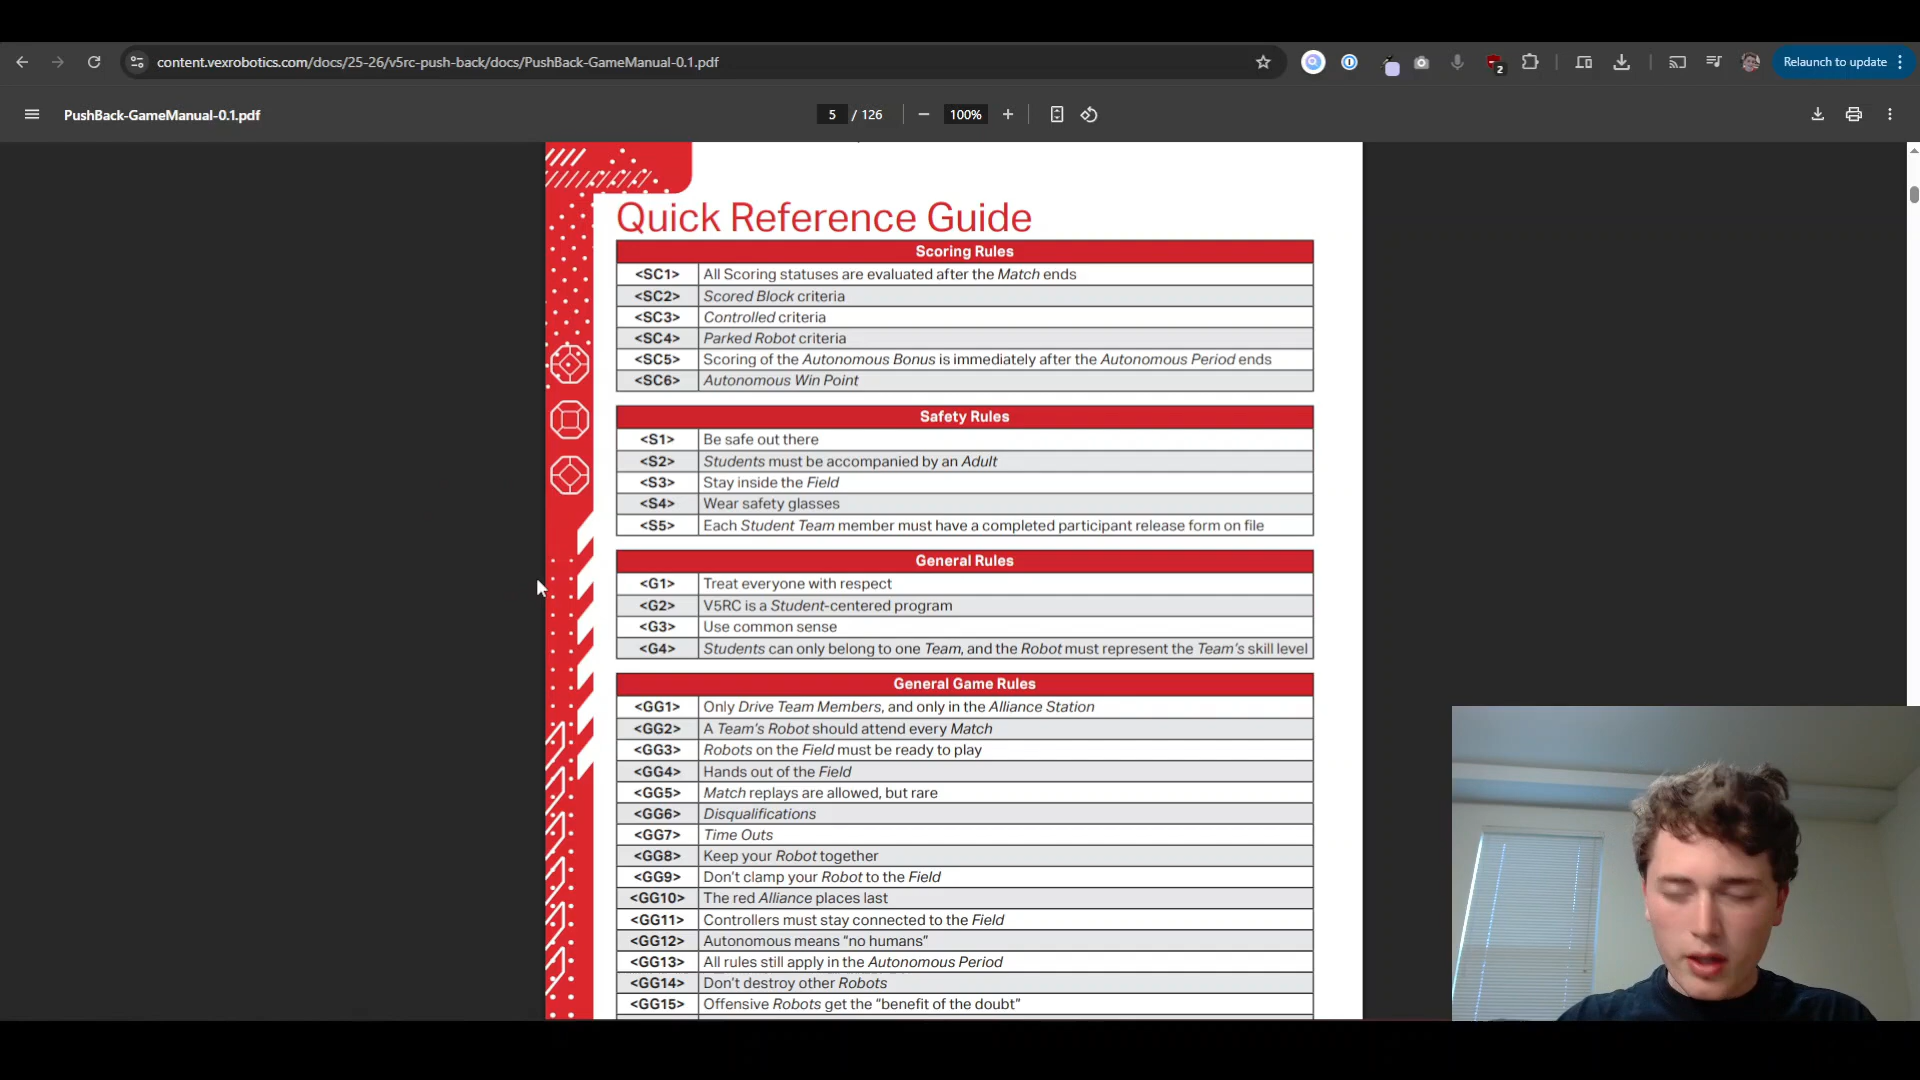 content.vexrobotics.com/docs/25-26/v5rc-push-back/docs/PushBack-GameManual-0.1.pdf
2
Relaunch to update
PushBack-GameManual-0.1.pdf
5 / 126
100%
Quick Reference Guide
Scoring Rules
<SC1> All Scoring statuses are evaluated after the Match ends
<SC2> Scored Block criteria
<SC3> Controlled criteria
<SC4> Parked Robot criteria
<SC5> Scoring of the Autonomous Bonus is immediately after the Autonomous Period ends
<SC6> Autonomous Win Point
Safety Rules
<S1> Be safe out there
<S2> Students must be accompanied by an Adult
<S3> Stay inside the Field
<S4> Wear safety glasses
<S5> Each Student Team member must have a completed participant release form on file
General Rules
<G1> Treat everyone with respect
<G2> V5RC is a Student-centered program
<G3> Use common sense
<G4> Students can only belong to one Team, and the Robot must represent the Team's skill level
General Game Rules
<GG1> Only Drive Team Members, and only in the Alliance Station
<GG2> A Team's Robot should attend every Match
<GG3> Robots on the Field must be ready to play
<GG4> Hands out of the Field
<GG5> Match replays are allowed, but rare
<GG6> Disqualifications
<GG7> Time Outs
<GG8> Keep your Robot together
<GG9> Don't clamp your Robot to the Field
<GG10> The red Alliance places last
<GG11> Controllers must stay connected to the Field
<GG12> Autonomous means "no humans"
<GG13> All rules still apply in the Autonomous Period
<GG14> Don't destroy other Robots
<GG15> Offensive Robots get the "benefit of the doubt"